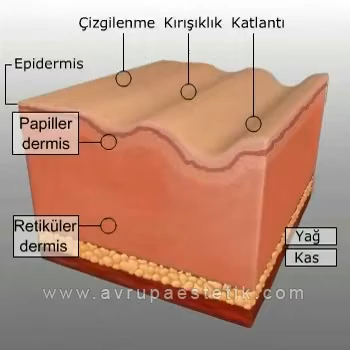 Çizgilenme Kırışıklık Katlantı
Epidermis
Papiller
dermis
Retiküler
dermis
Yağ
Kas
www.avrupaestetik.com